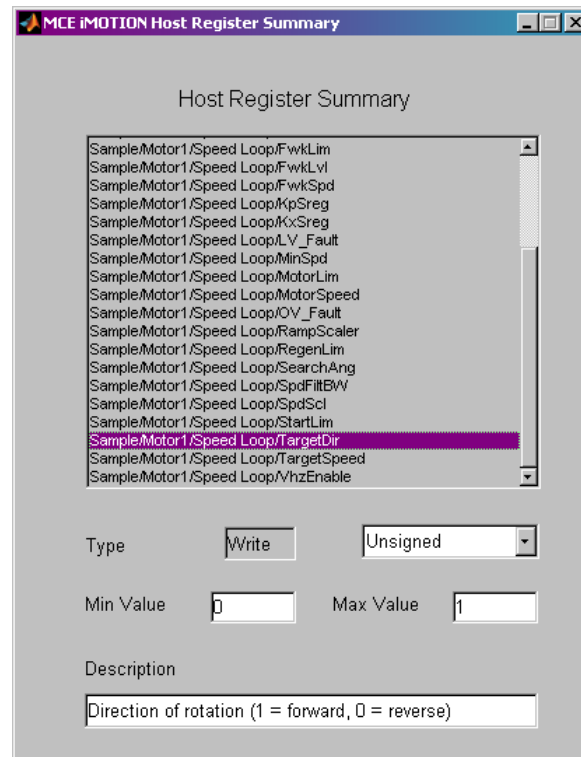 MCE iMOTION Host Register Summary
Host Register Summary
Sample/Motor1/Speed Loop/FwkLim
Sample/Motor1/Speed Loop/FwkLvl
Sample/Motor1/Speed Loop/FwkSpd
Sample/Motor1/Speed Loop/KpSreg
Sample/Motor1/Speed Loop/KxSreg
Sample/Motor1/Speed Loop/LV_Fault
Sample/Motor1/Speed Loop/MinSpd
Sample/Motor1/Speed Loop/MotorLim
Sample/Motor1/Speed Loop/MotorSpeed
Sample/Motor1/Speed Loop/OV_Fault
Sample/Motor1/Speed Loop/RampScaler
Sample/Motor1/Speed Loop/RegenLim
Sample/Motor1/Speed Loop/SearchAng
Sample/Motor1/Speed Loop/SpdFiltBW
Sample/Motor1/Speed Loop/SpdScl
Sample/Motor1/Speed Loop/StartLim
Sample/Motor1/Speed Loop/TargetDir
Sample/Motor1/Speed Loop/TargetSpeed
Sample/Motor1/Speed Loop/VhzEnable
Type Write Unsigned
Min Value 0 Max Value 1
Description
Direction of rotation (1 = forward, 0 = reverse)